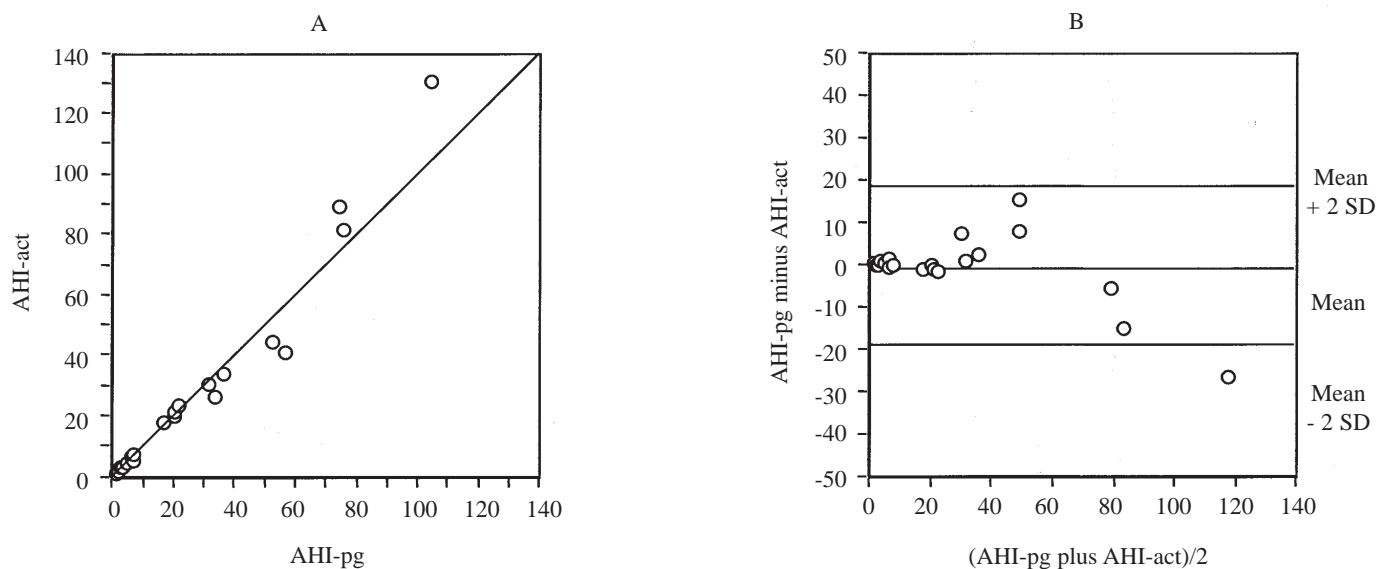 A
140
120
100
80
60
40
20
0
AHI-act
0 20 40 60 80 100 120 140
AHI-pg
B
50
40
30
20
10
0
-10
-20
-30
-40
-50
AHI-pg minus AHI-act
0 20 40 60 80 100 120 140
(AHI-pg plus AHI-act)/2
Mean
+ 2 SD
Mean
Mean
- 2 SD